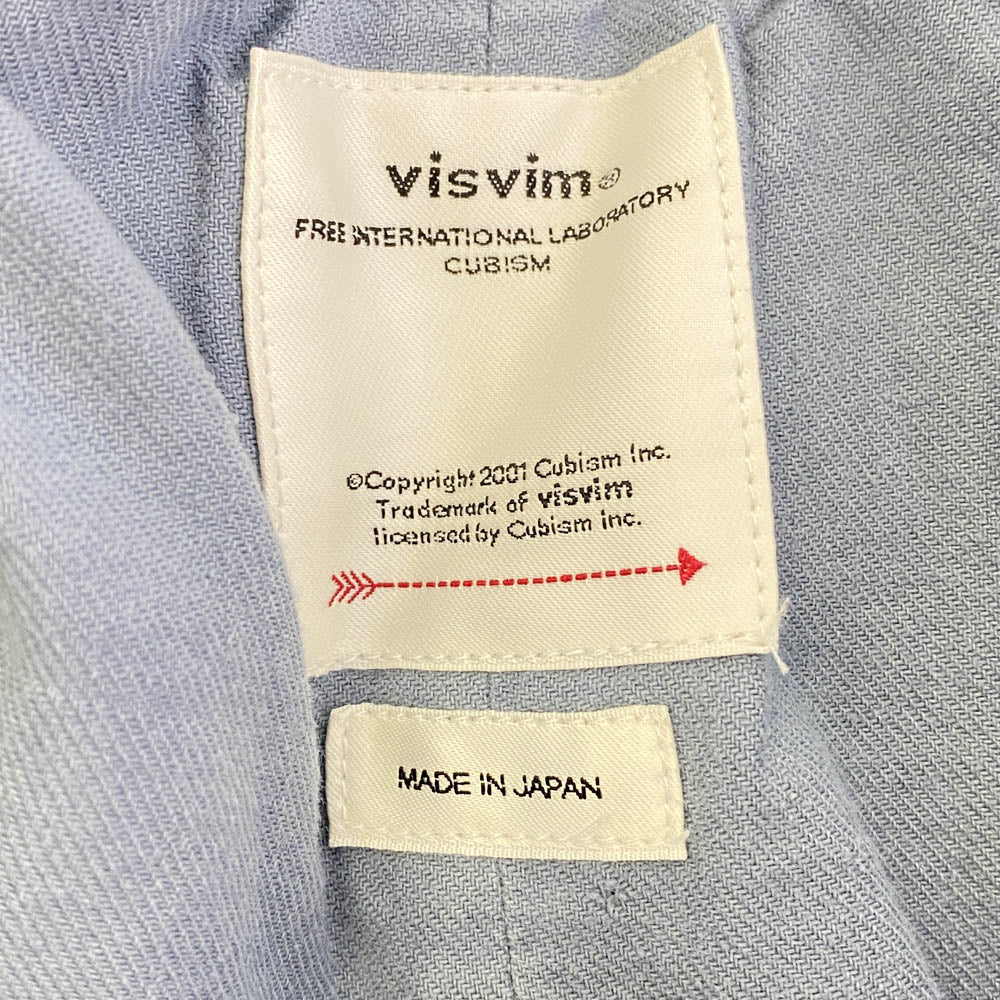 visvim®
FREE INTERNATIONAL LABORATORY
CUBISM
©Copyright 2001 Cubism Inc.
Trademark of visvim
licensed by Cubism Inc.
MADE IN JAPAN